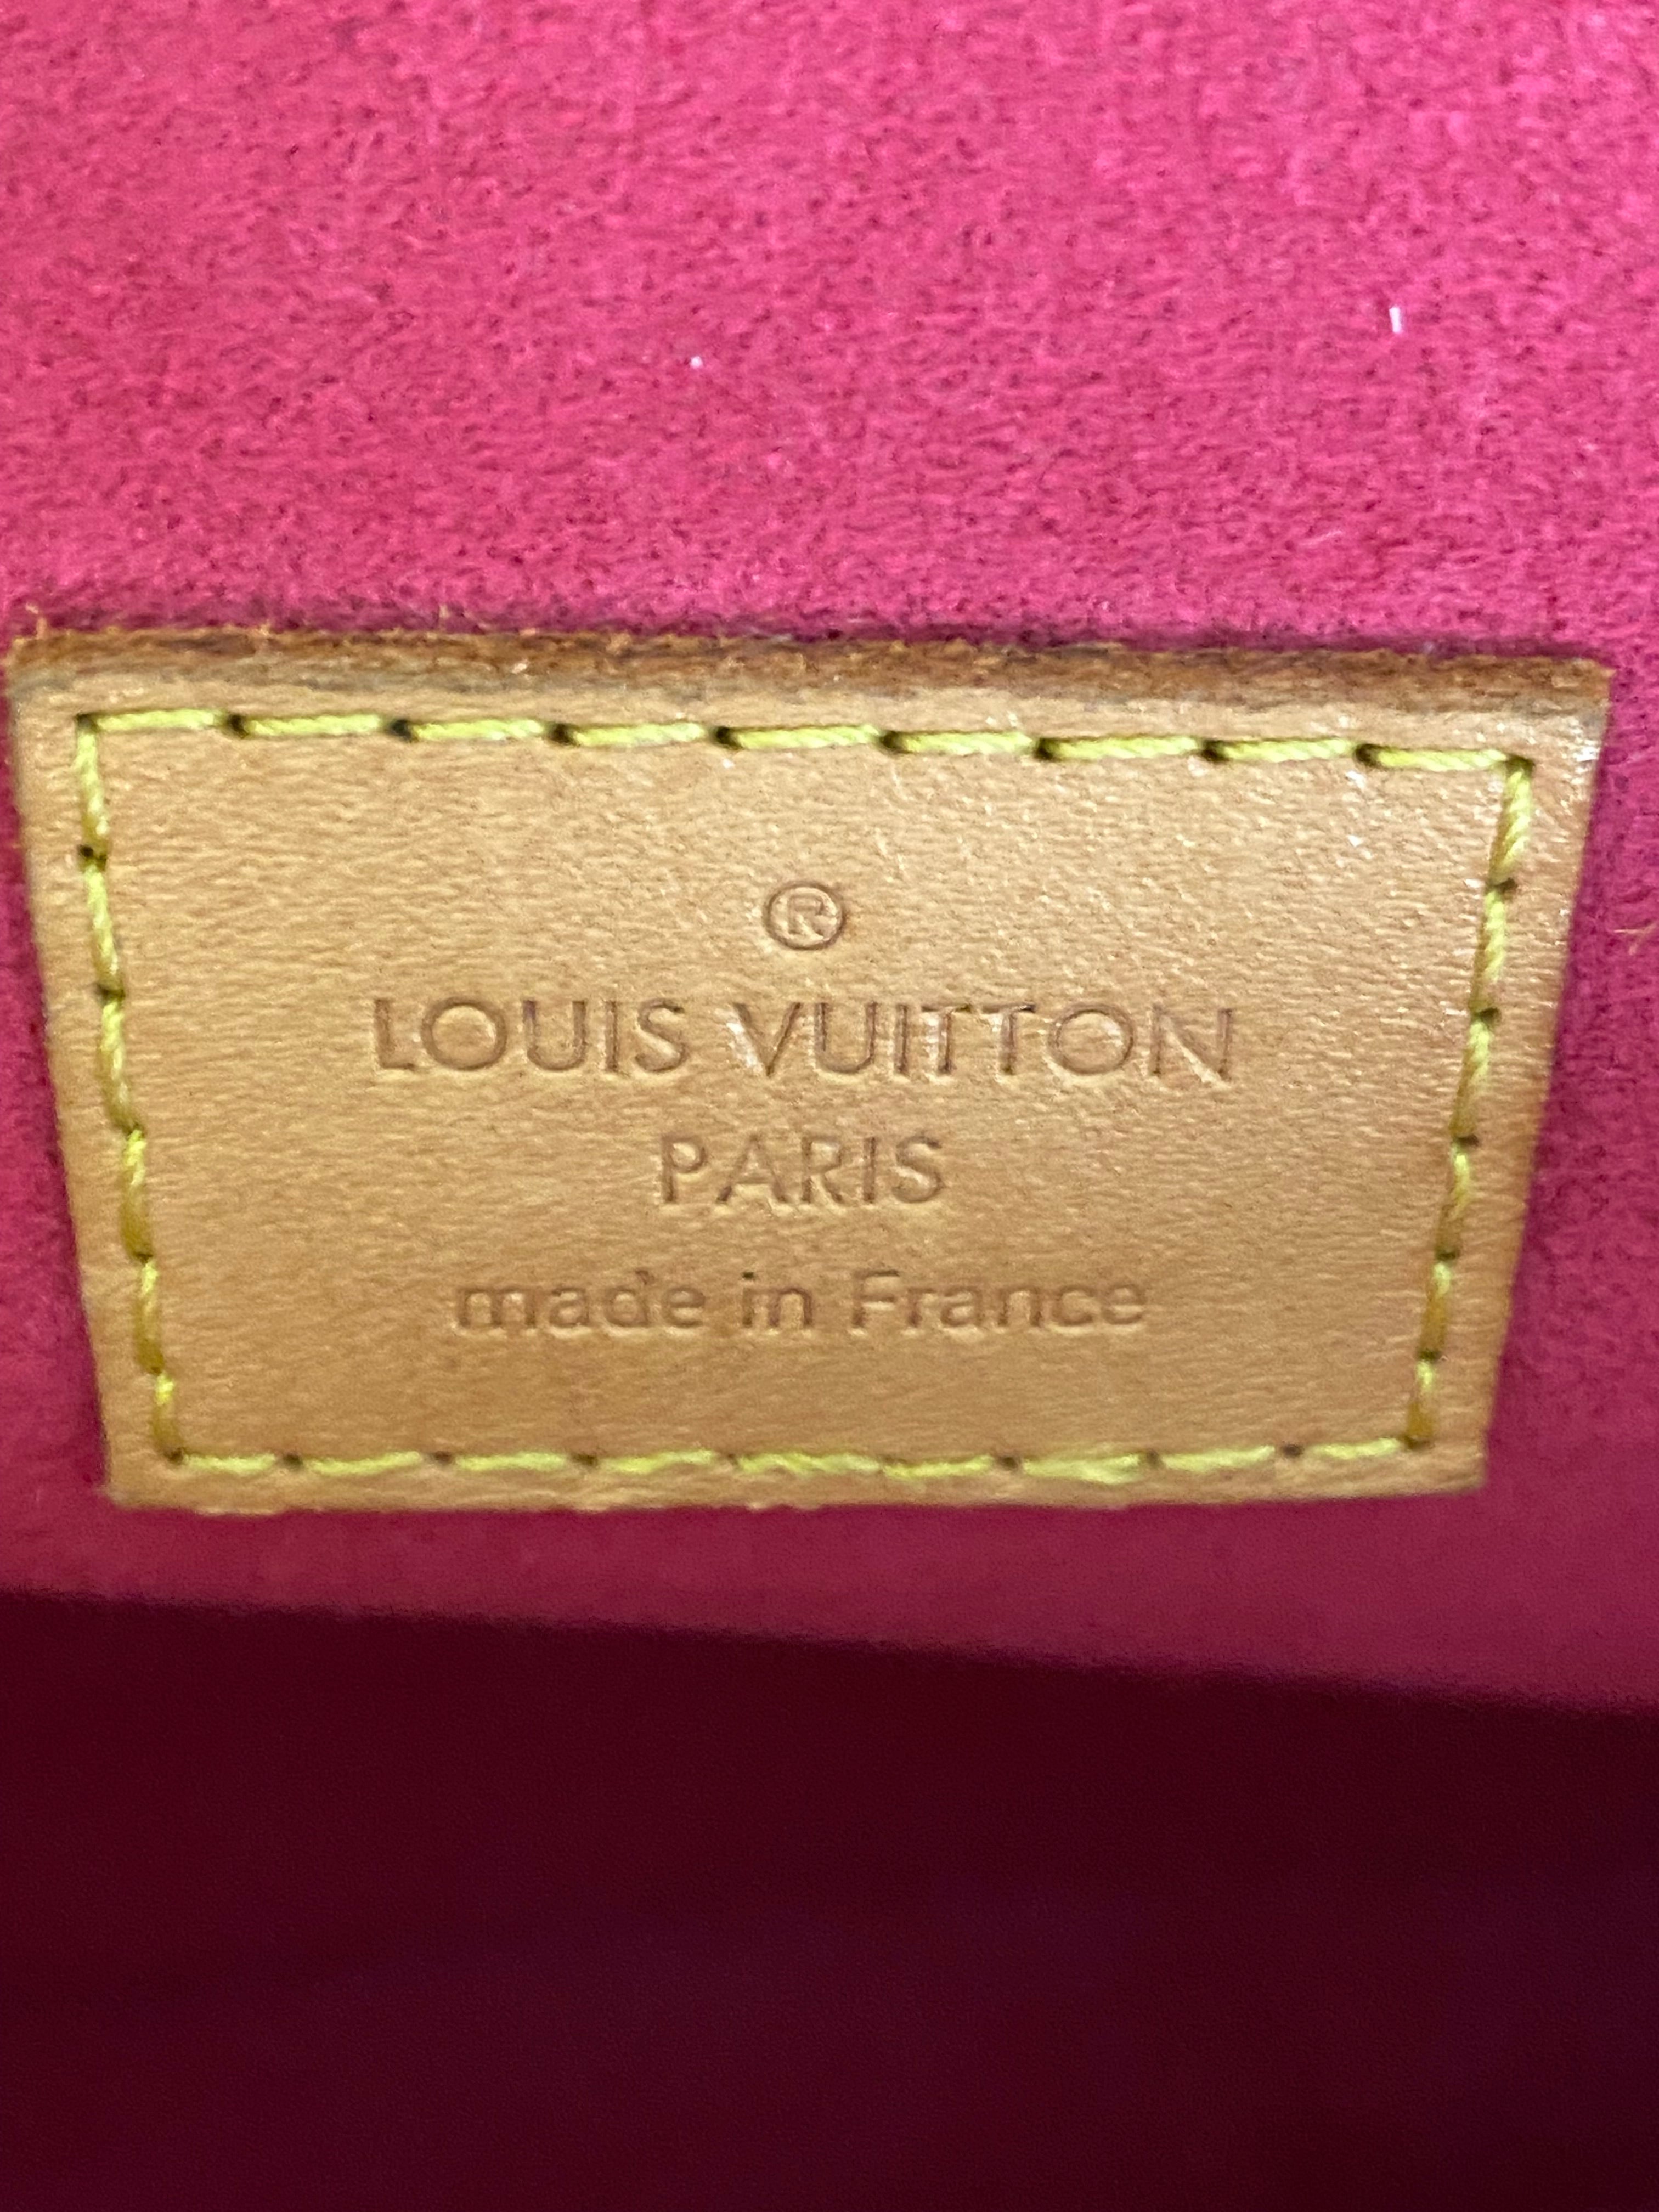 ®
LOUIS VUITTON
PARIS
made in France